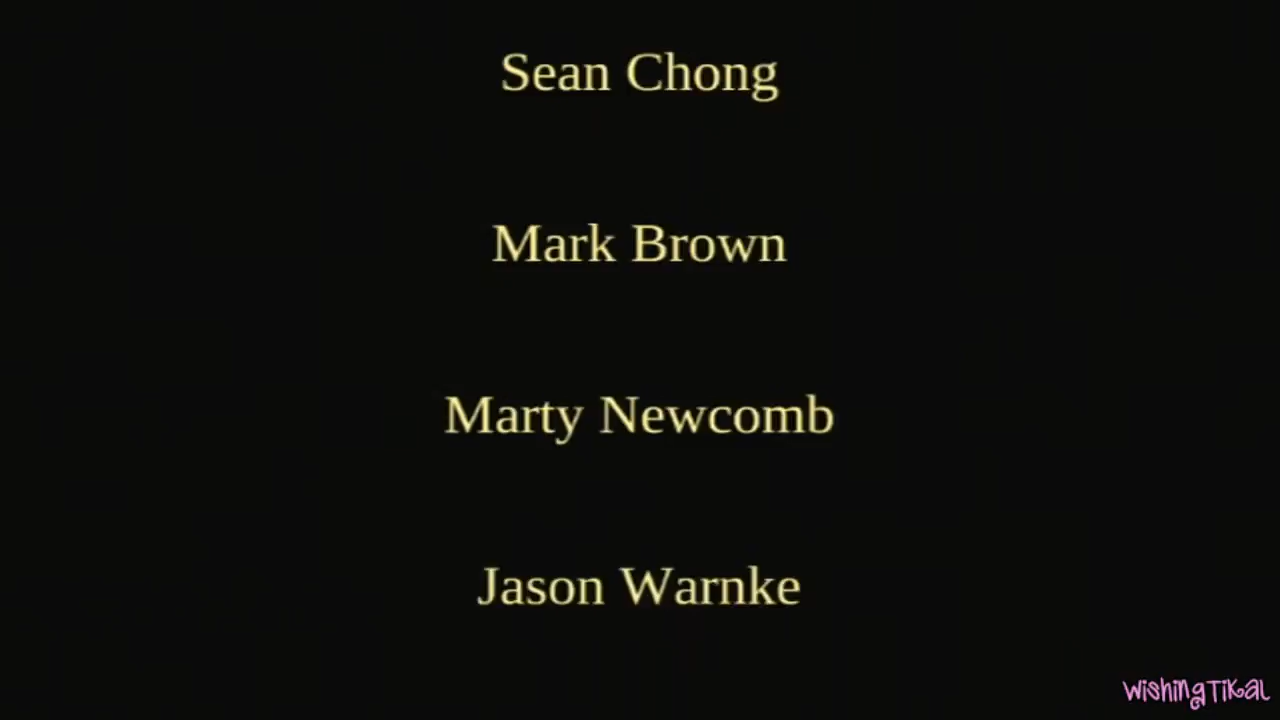 Sean Chong
Mark Brown
Marty Newcomb
Jason Warnke
wishingTikal